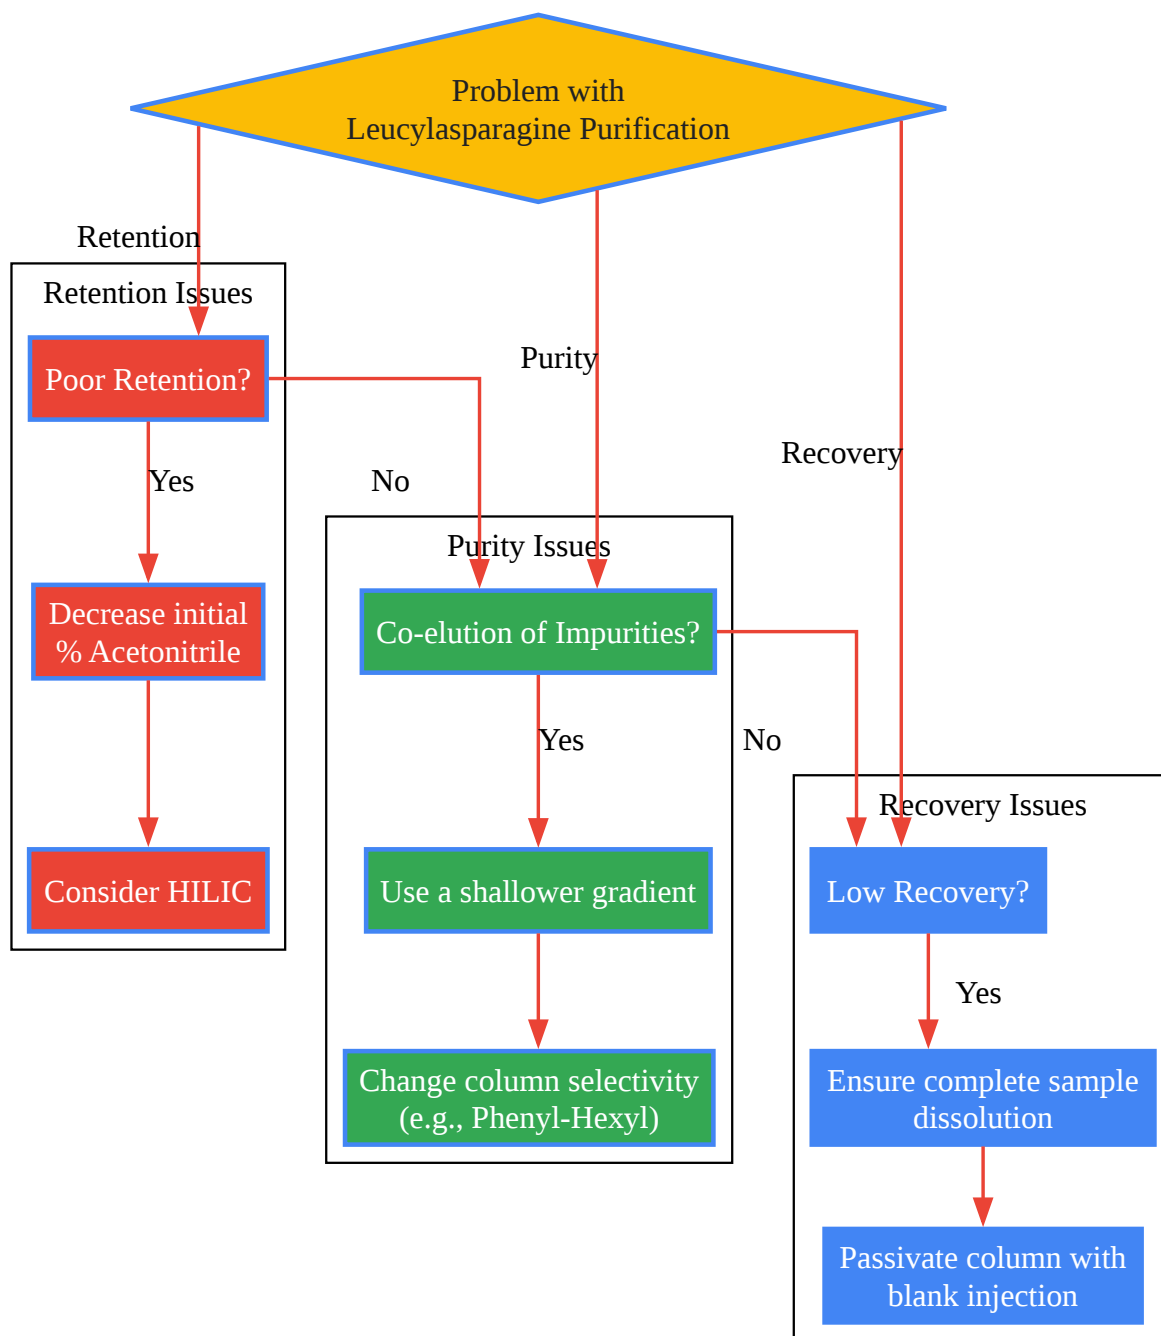 Problem with
Leucylasparagine Purification
Retention
Retention Issues
Poor Retention?
Yes
Decrease initial
% Acetonitrile
Consider HILIC
No
Purity
Purity Issues
Co-elution of Impurities?
Yes
Use a shallower gradient
Change column selectivity
(e.g., Phenyl-Hexyl)
No
Recovery
Recovery Issues
Low Recovery?
Yes
Ensure complete sample
dissolution
Passivate column with
blank injection